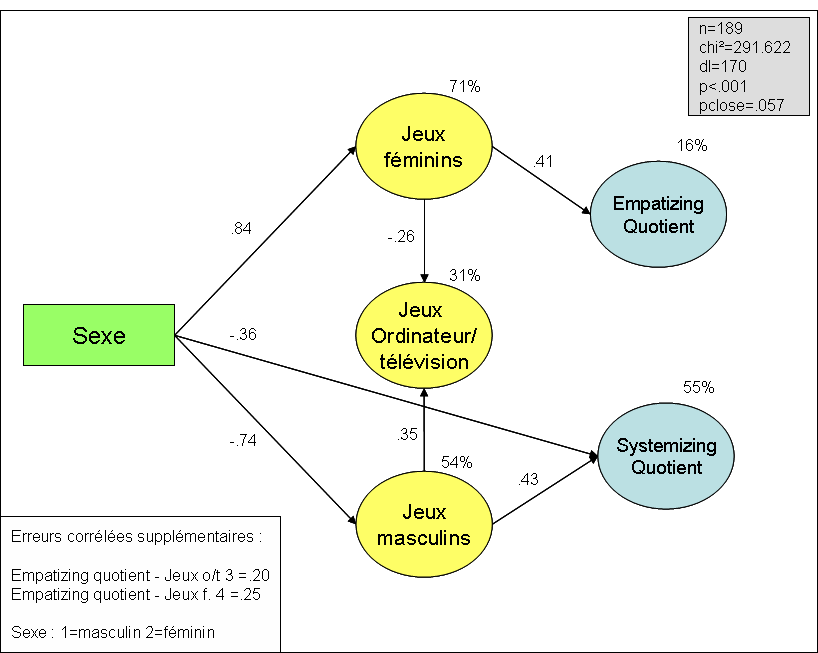 n=189
chi²=291.622
dl=170
p<.001
pclose=.057
71%
Jeux
féminins
16%
.41
Empatizing
Quotient
.84
-.26
31%
Jeux
Ordinateur/
télévision
Sexe
-.36
55%
Systemizing
Quotient
-.74
.35
54%
.43
Jeux
masculins
Erreurs corrélées supplémentaires :
Empatizing quotient - Jeux o/t 3 =.20
Empatizing quotient - Jeux f. 4 =.25
Sexe : 1=masculin 2=féminin